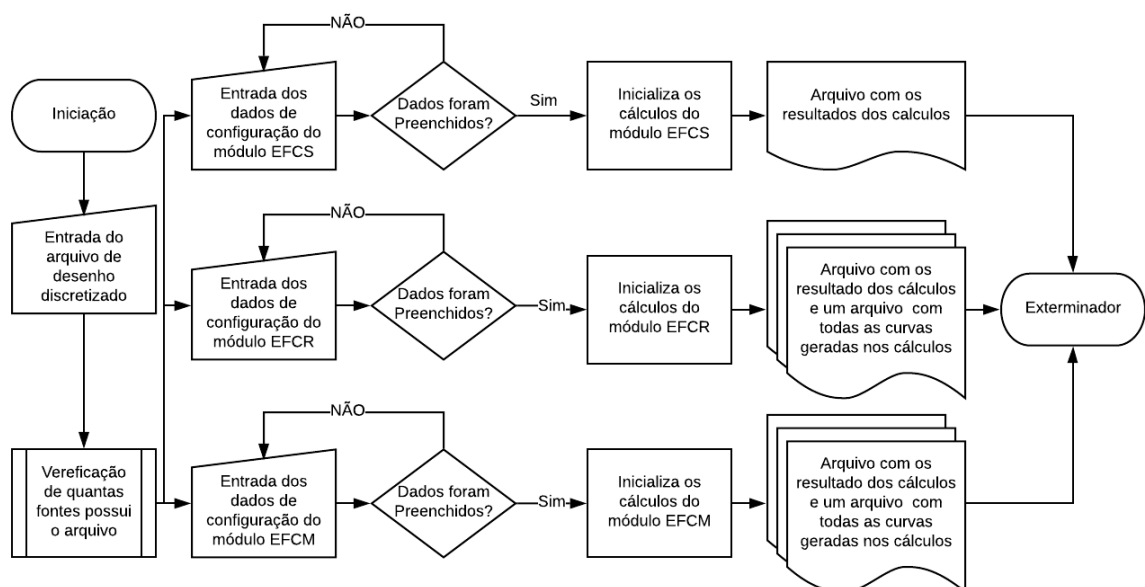 Iniciação
Entrada do
arquivo de
desenho
discretizado
Vereficação
de quantas
fontes possui
o arquivo
NÃO
Entrada dos
dados de
configuração do
módulo EFCS
Dados foram
Preenchidos?
Sim
Inicializa os
cálculos do
módulo EFCS
Arquivo com os
resultados dos calculos
NÃO
Entrada dos
dados de
configuração do
módulo EFCR
Dados foram
Preenchidos?
Sim
Inicializa os
cálculos do
módulo EFCR
Arquivo com os
resultado dos cálculos
e um arquivo com
todas as curvas
geradas nos cálculos
NÃO
Entrada dos
dados de
configuração do
módulo EFCM
Dados foram
Preenchidos?
Sim
Inicializa os
cálculos do
módulo EFCM
Arquivo com os
resultado dos cálculos
e um arquivo com
todas as curvas
geradas nos cálculos
Exterminador